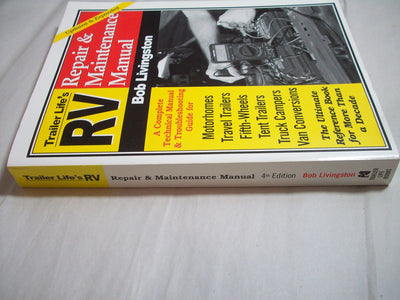 Trailer Life's
RV
Repair &
Maintenance
Manual
Bob Livingston
A Complete
Technical Manual
& Troubleshooting
Guide for
Motorhomes
Travel Trailers
Fifth-Wheels
Tent Trailers
Truck Campers
Van Conversions
The Ultimate
Reference Book
for More Than
a Decade
Trailer Life's RV Repair & Maintenance Manual 4th Edition Bob Livingston